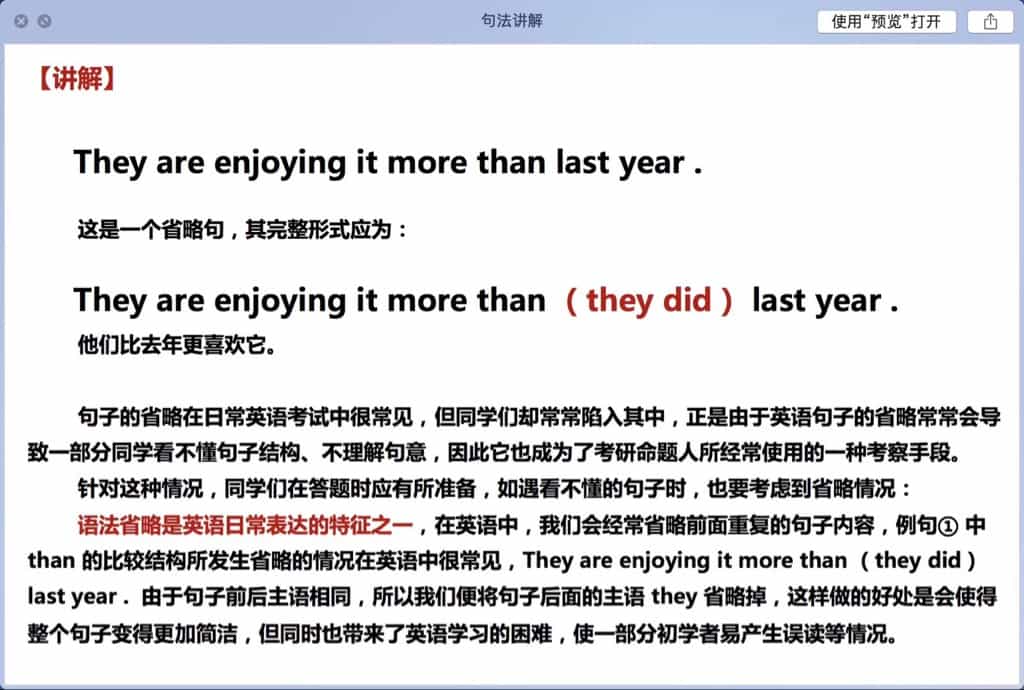 句法讲解
使用“预览”打开
【讲解】
They are enjoying it more than last year .
这是一个省略句，其完整形式应为：
They are enjoying it more than （they did） last year .
他们比去年更喜欢它。
句子的省略在日常英语考试中很常见，但同学们却常常陷入其中，正是由于英语句子的省略常常会导
致一部分同学看不懂句子结构、不理解句意，因此它也成为了考研命题人所经常使用的一种考察手段。
针对这种情况，同学们在答题时应有所准备，如遇看不懂的句子时，也要考虑到省略情况：
语法省略是英语日常表达的特征之一，在英语中，我们会经常省略前面重复的句子内容，例句① 中
than 的比较结构所发生省略的情况在英语中很常见，They are enjoying it more than （they did）
last year . 由于句子前后主语相同，所以我们便将句子后面的主语 they 省略掉，这样做的好处是会使得
整个句子变得更加简洁，但同时也带来了英语学习的困难，使一部分初学者易产生误读等情况。